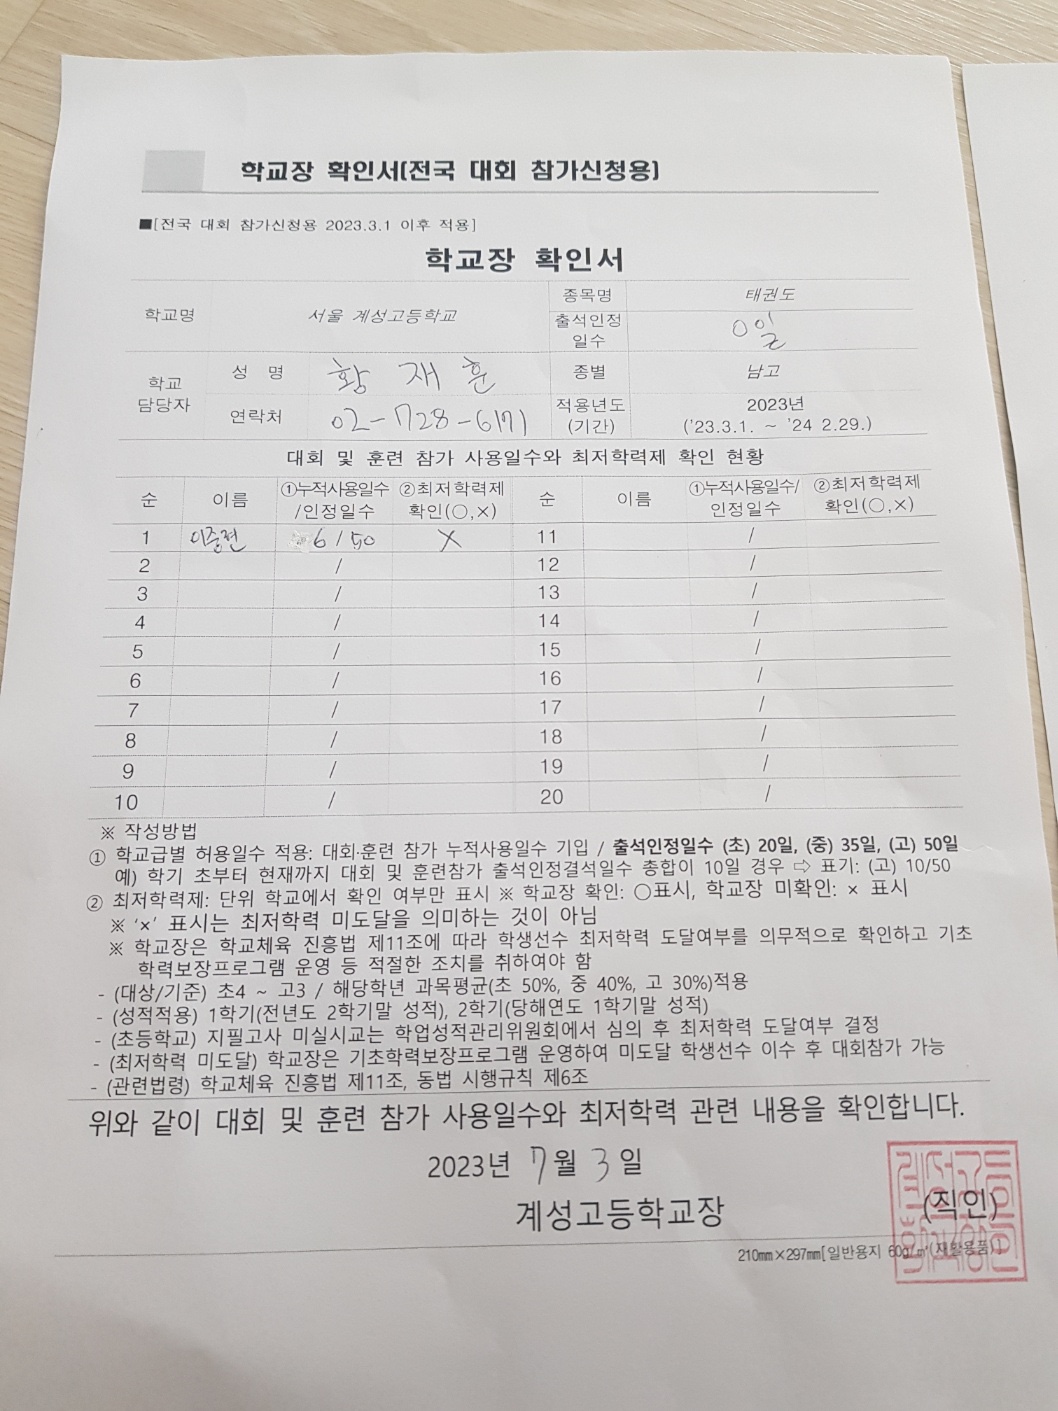 학교장 확인서(전국 대회 참가신청용)
■[전국 대회 참가신청용 2023.3.1 이후 적용]
학교장 확인서
학교명 서울 계성고등학교 종목명 태권도
출석인정 일수 0일
학교 담당자 성 명 황 재 훈 종별 남고
연락처 02-728-6171 적용년도 (기간) 2023년 ('23.3.1. ~ '24 2.29.)
대회 및 훈련 참가 사용일수와 최저학력제 확인 현황
순 이름 ①누적사용일수/인정일수 ②최저학력제 확인(○,×) 순 이름 ①누적사용일수/인정일수 ②최저학력제 확인(○,×)
1 6 / 50 × 11 /
2 / 12 /
3 / 13 /
4 / 14 /
5 / 15 /
6 / 16 /
7 / 17 /
8 / 18 /
9 / 19 /
10 / 20 /
※ 작성방법
① 학교급별 허용일수 적용: 대회·훈련 참가 누적사용일수 기입 / 출석인정일수 (초) 20일, (중) 35일, (고) 50일
예) 학기 초부터 현재까지 대회 및 훈련참가 출석인정결석일수 총합이 10일 경우 ⇨ 표기: (고) 10/50
② 최저학력제: 단위 학교에서 확인 여부만 표시 ※ 학교장 확인: ○표시, 학교장 미확인: × 표시
※ '×' 표시는 최저학력 미도달을 의미하는 것이 아님
※ 학교장은 학교체육 진흥법 제11조에 따라 학생선수 최저학력 도달여부를 의무적으로 확인하고 기초
학력보장프로그램 운영 등 적절한 조치를 취하여야 함
- (대상/기준) 초4 ~ 고3 / 해당학년 과목평균(초 50%, 중 40%, 고 30%)적용
- (성적적용) 1학기(전년도 2학기말 성적), 2학기(당해연도 1학기말 성적)
- (초등학교) 지필고사 미실시교는 학업성적관리위원회에서 심의 후 최저학력 도달여부 결정
- (최저학력 미도달) 학교장은 기초학력보장프로그램 운영하여 미도달 학생선수 이수 후 대회참가 가능
- (관련법령) 학교체육 진흥법 제11조, 동법 시행규칙 제6조
위와 같이 대회 및 훈련 참가 사용일수와 최저학력 관련 내용을 확인합니다.
2023년 7월 3일
계성고등학교장 (직인)
210mm×297mm[일반용지 60g/㎡(재활용품)]